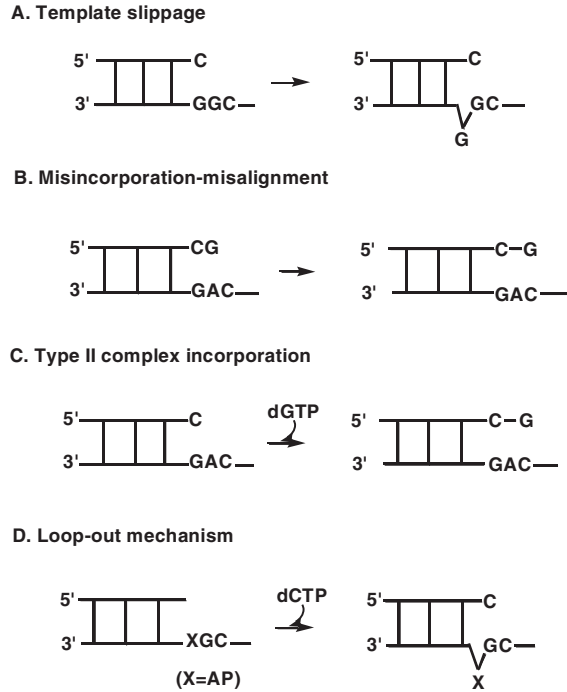 A. Template slippage
5' C 5' C
3' GGC 3' GC
G
B. Misincorporation-misalignment
5' CG 5' C-G
3' GAC 3' GAC
C. Type II complex incorporation
dGTP
5' C 5' C-G
3' GAC 3' GAC
D. Loop-out mechanism
dCTP
5' 5' C
3' XGC 3' GC
(X=AP) X